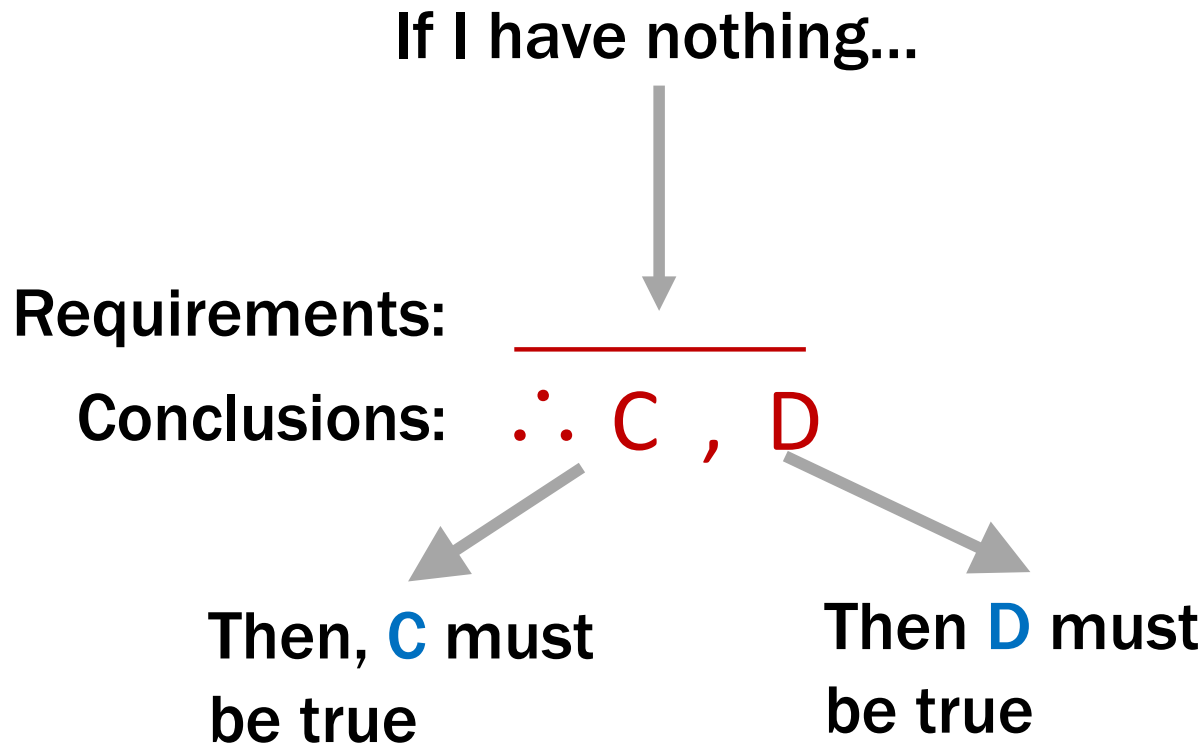 If I have nothing...
Requirements:
Conclusions: ∴ C , D
Then, C must
be true
Then D must
be true